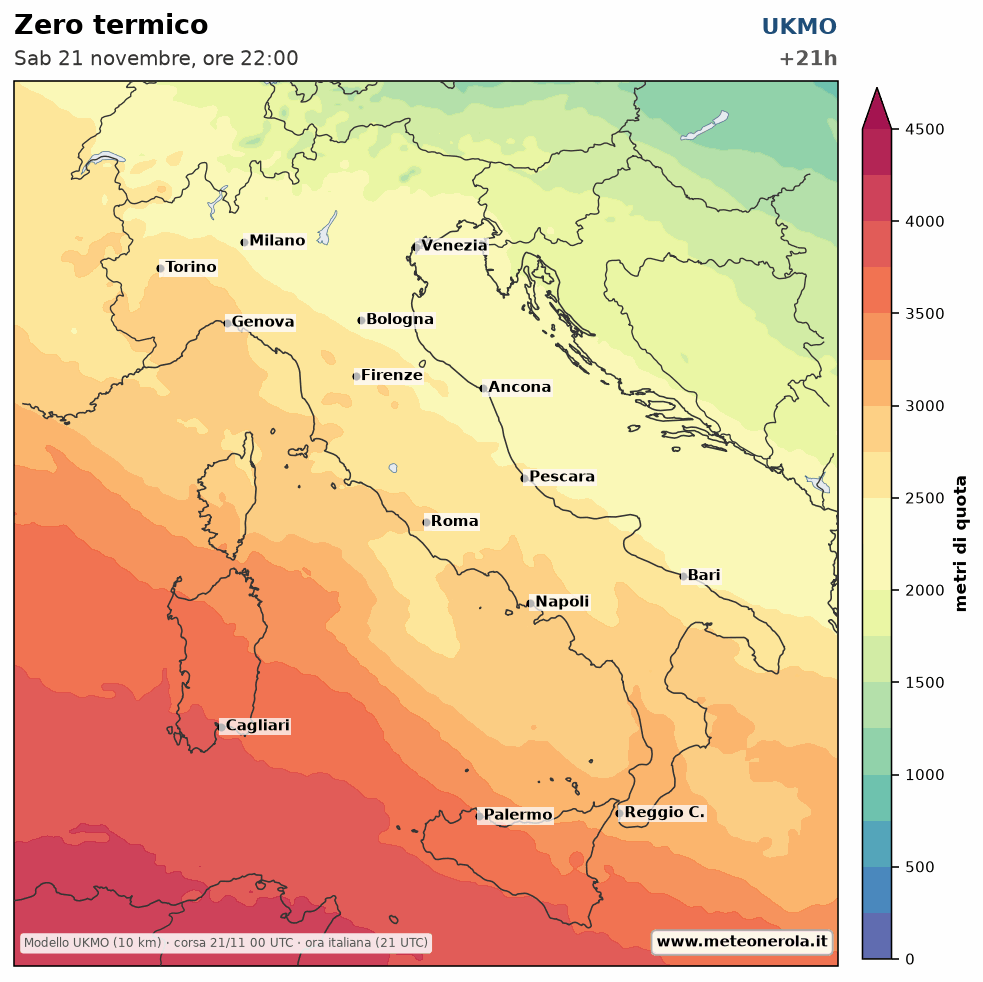 Zero termico
UKMO
Sab 21 novembre, ore 22:00
+21h
Milano
Venezia
Torino
Genova
Bologna
Firenze
Ancona
Pescara
Roma
Bari
Napoli
Cagliari
Palermo
Reggio C.
4500
4000
3500
3000
2500
2000
1500
1000
500
0
metri di quota
Modello UKMO (10 km) · corsa 21/11 00 UTC · ora italiana (21 UTC)
www.meteonerola.it